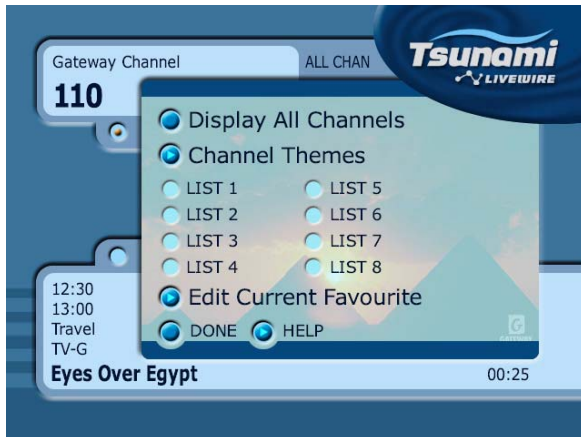 Tsunami
LIVEWIRE
Gateway Channel
ALL CHAN
110
Display All Channels
Channel Themes
LIST 1
LIST 5
LIST 2
LIST 6
LIST 3
LIST 7
LIST 4
LIST 8
Edit Current Favourite
DONE
HELP
12:30
13:00
Travel
TV-G
G
GATEWAY
Eyes Over Egypt
00:25